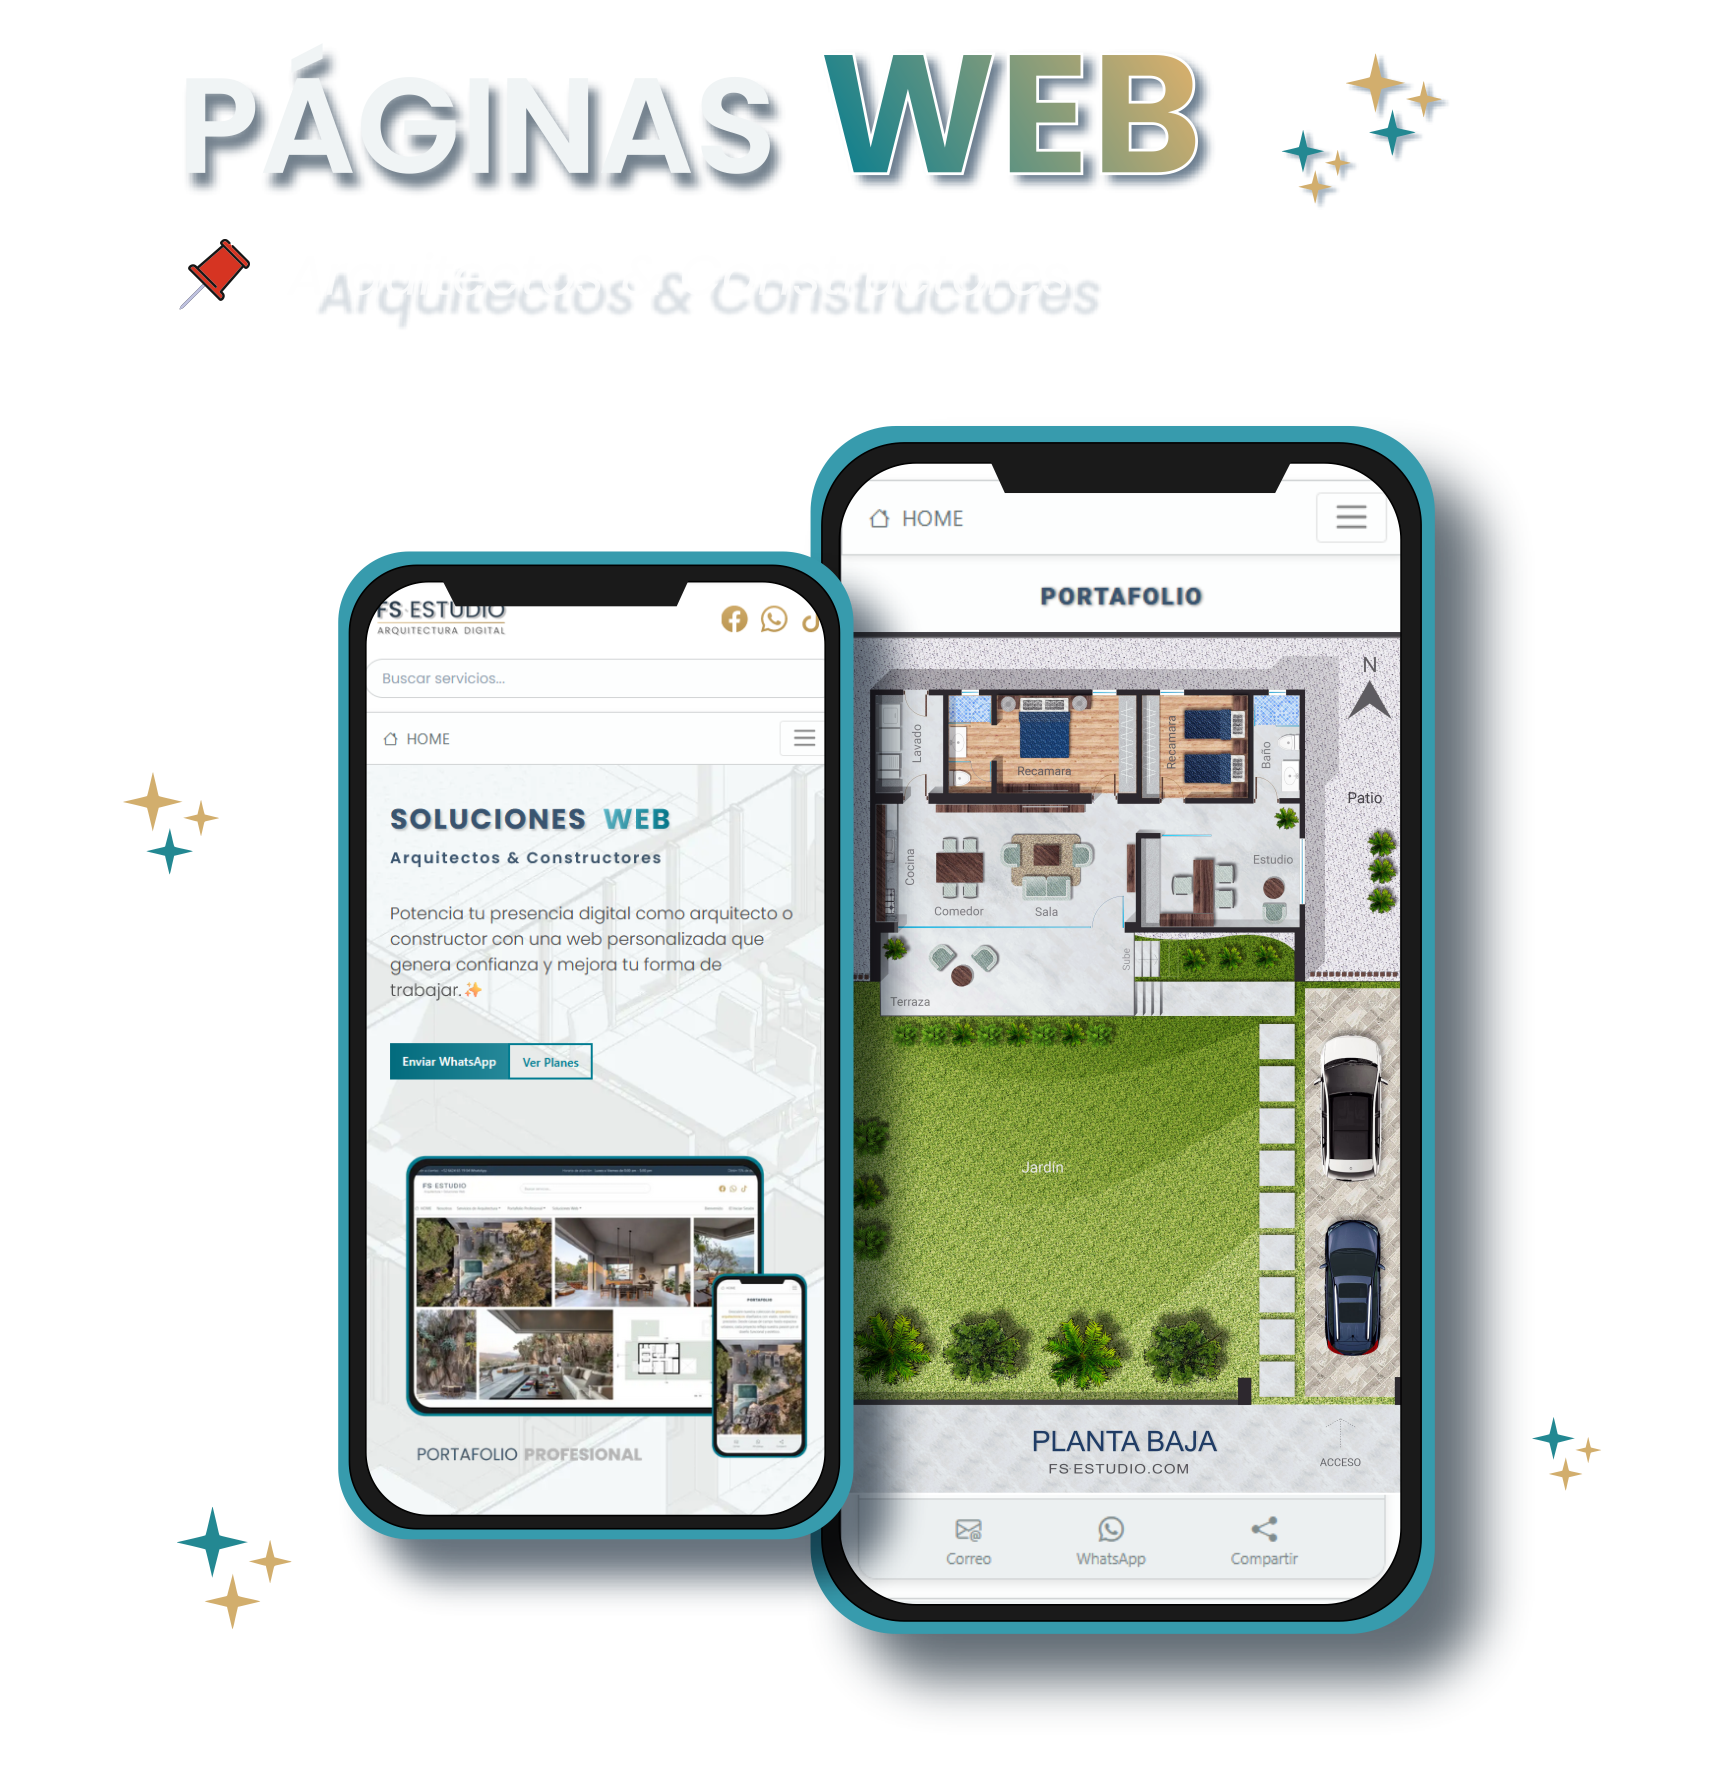 PÁGINAS WEB
Arquitectos & Constructores
FS ESTUDIO
ARQUITECTURA DIGITAL
Buscar servicios...
HOME
SOLUCIONES WEB
Arquitectos & Constructores
Potencia tu presencia digital como arquitecto o
constructor con una web personalizada que
genera confianza y mejora tu forma de
trabajar.✨
Enviar WhatsApp
Ver Planes
FS ESTUDIO
PORTAFOLIO
PORTAFOLIO PROFESIONAL
HOME
PORTAFOLIO
N
Lavado
Recamara
Recamara
Baño
Patio
Cocina
Comedor
Sala
Estudio
Sube
Terraza
Jardín
PLANTA BAJA
FS ESTUDIO.COM
ACCESO
Correo
WhatsApp
Compartir